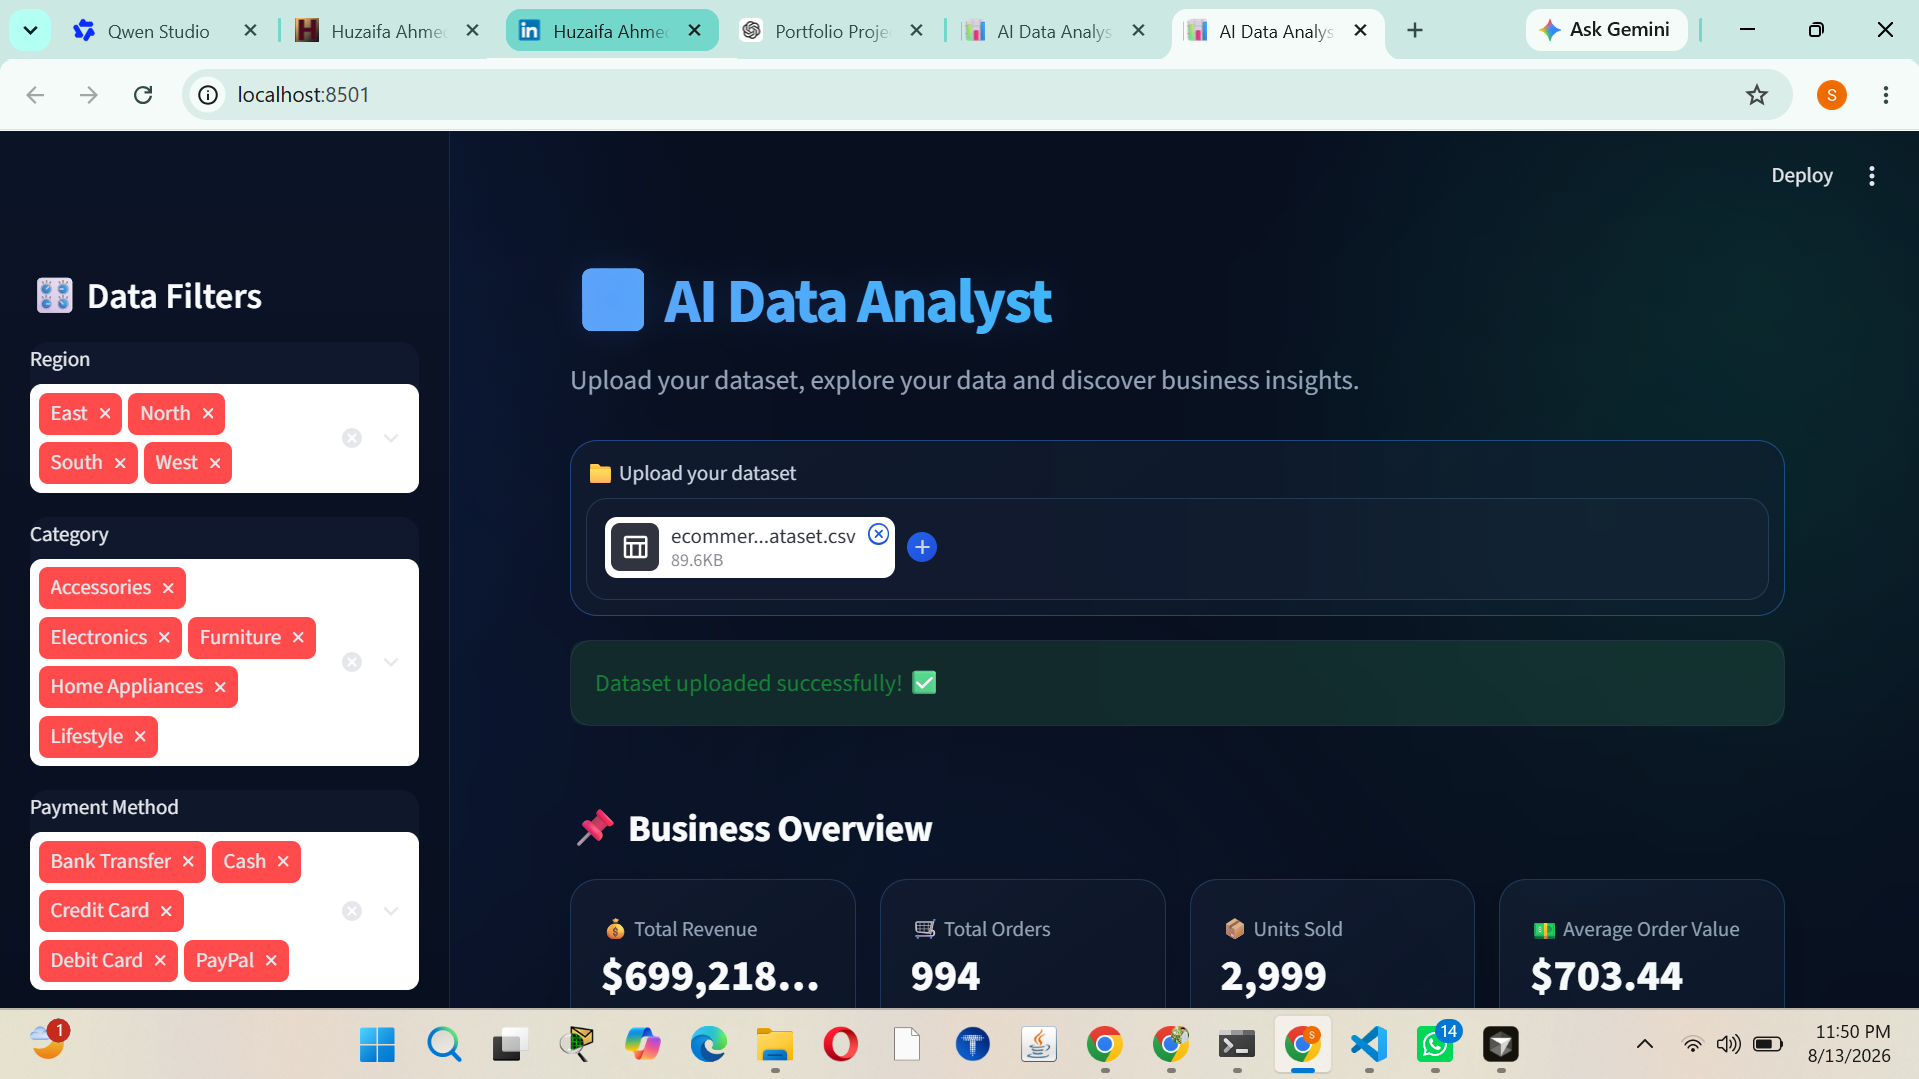 Qwen Studio
Huzaifa Ahme
Huzaifa Ahme
Portfolio Proje
AI Data Analys
AI Data Analys
Ask Gemini
localhost:8501
S
Deploy
Data Filters
Region
East
North
South
West
Category
Accessories
Electronics
Furniture
Home Appliances
Lifestyle
Payment Method
Bank Transfer
Cash
Credit Card
Debit Card
PayPal
AI Data Analyst
Upload your dataset, explore your data and discover business insights.
Upload your dataset
ecommer...ataset.csv
89.6KB
Dataset uploaded successfully! ✅
Business Overview
Total Revenue
$699,218...
Total Orders
994
Units Sold
2,999
Average Order Value
$703.44
1
S
14
11:50 PM
8/13/2026